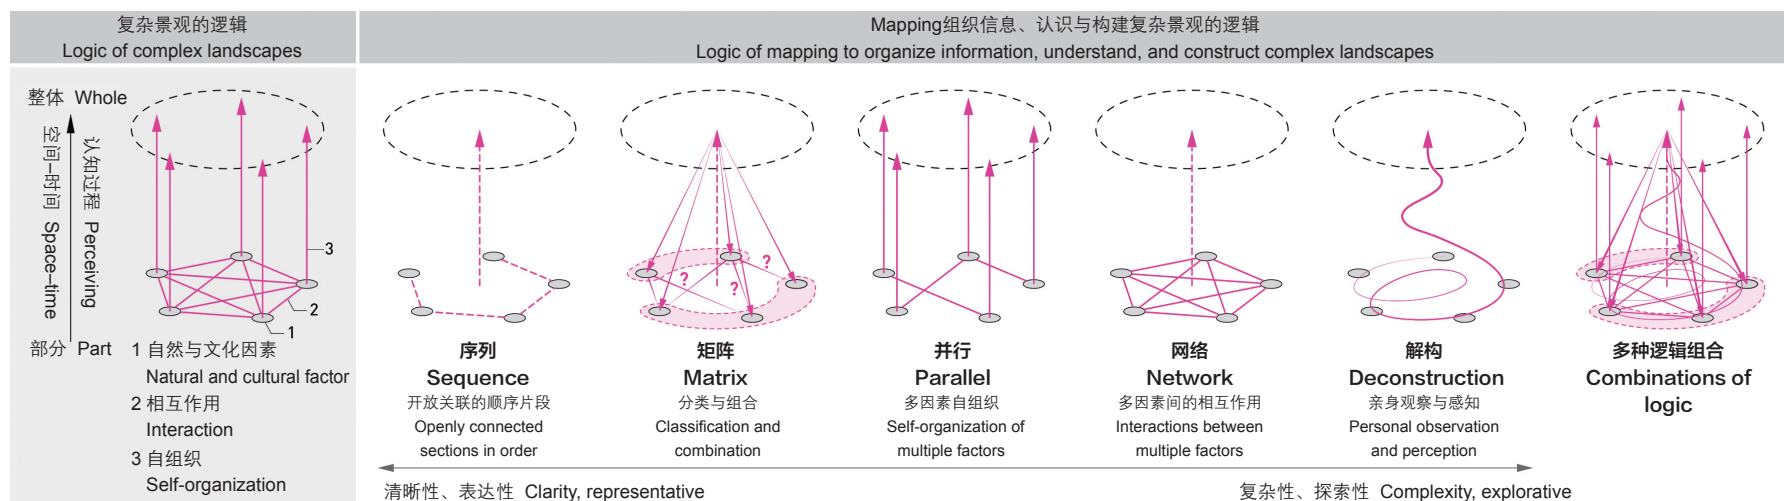 复杂景观的逻辑
Logic of complex landscapes
Mapping组织信息、认识与构建复杂景观的逻辑
Logic of mapping to organize information, understand, and construct complex landscapes
整体 Whole
空间–时间 Space–time
认知过程 Perceiving
部分 Part
3
2
1
1 自然与文化因素
Natural and cultural factor
2 相互作用
Interaction
3 自组织
Self-organization
?
?
?
序列
Sequence
开放关联的顺序片段
Openly connected
sections in order
矩阵
Matrix
分类与组合
Classification and
combination
并行
Parallel
多因素自组织
Self-organization of
multiple factors
网络
Network
多因素间的相互作用
Interactions between
multiple factors
解构
Deconstruction
亲身观察与感知
Personal observation
and perception
多种逻辑组合
Combinations of
logic
清晰性、表达性 Clarity, representative
复杂性、探索性 Complexity, explorative